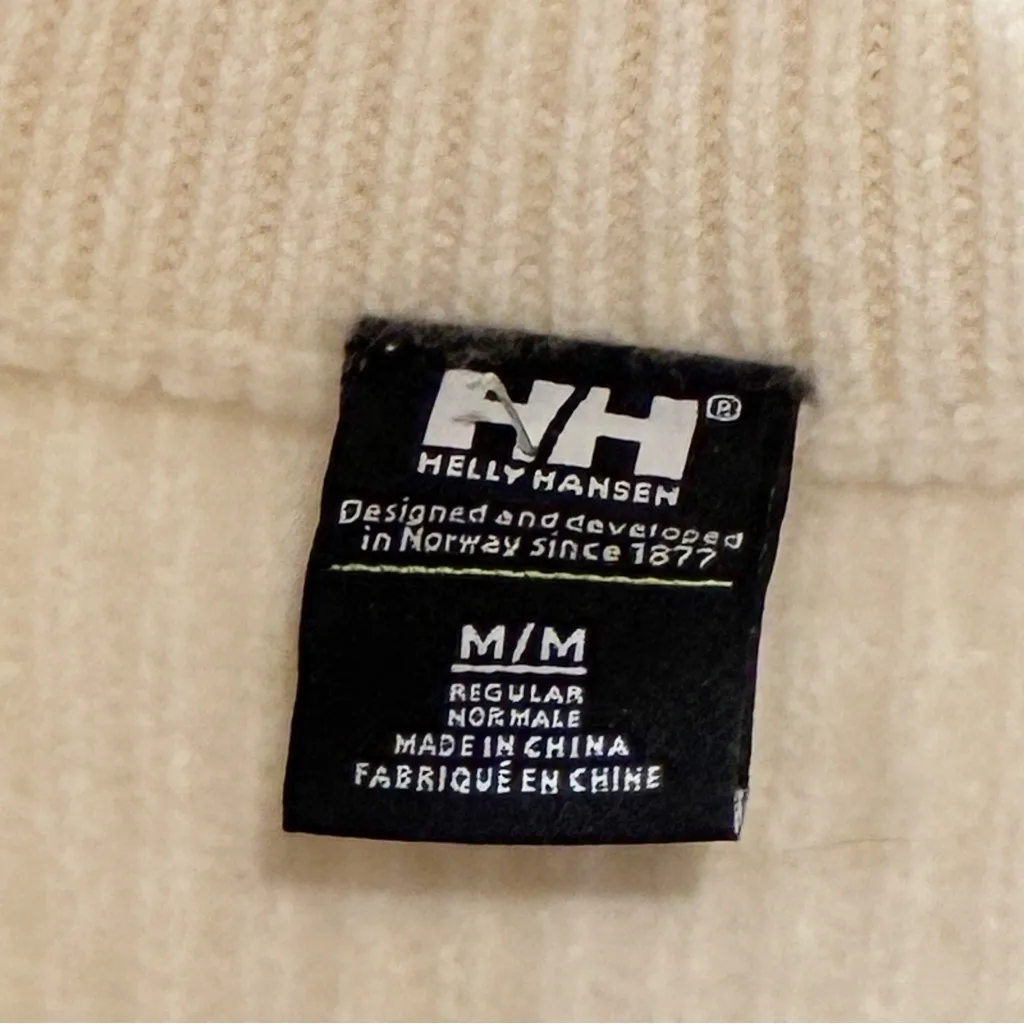 HH®
HELLY HANSEN
Designed and developed
in Norway since 1877
M/M
REGULAR
NORMALE
MADE IN CHINA
FABRIQUÉ EN CHINE